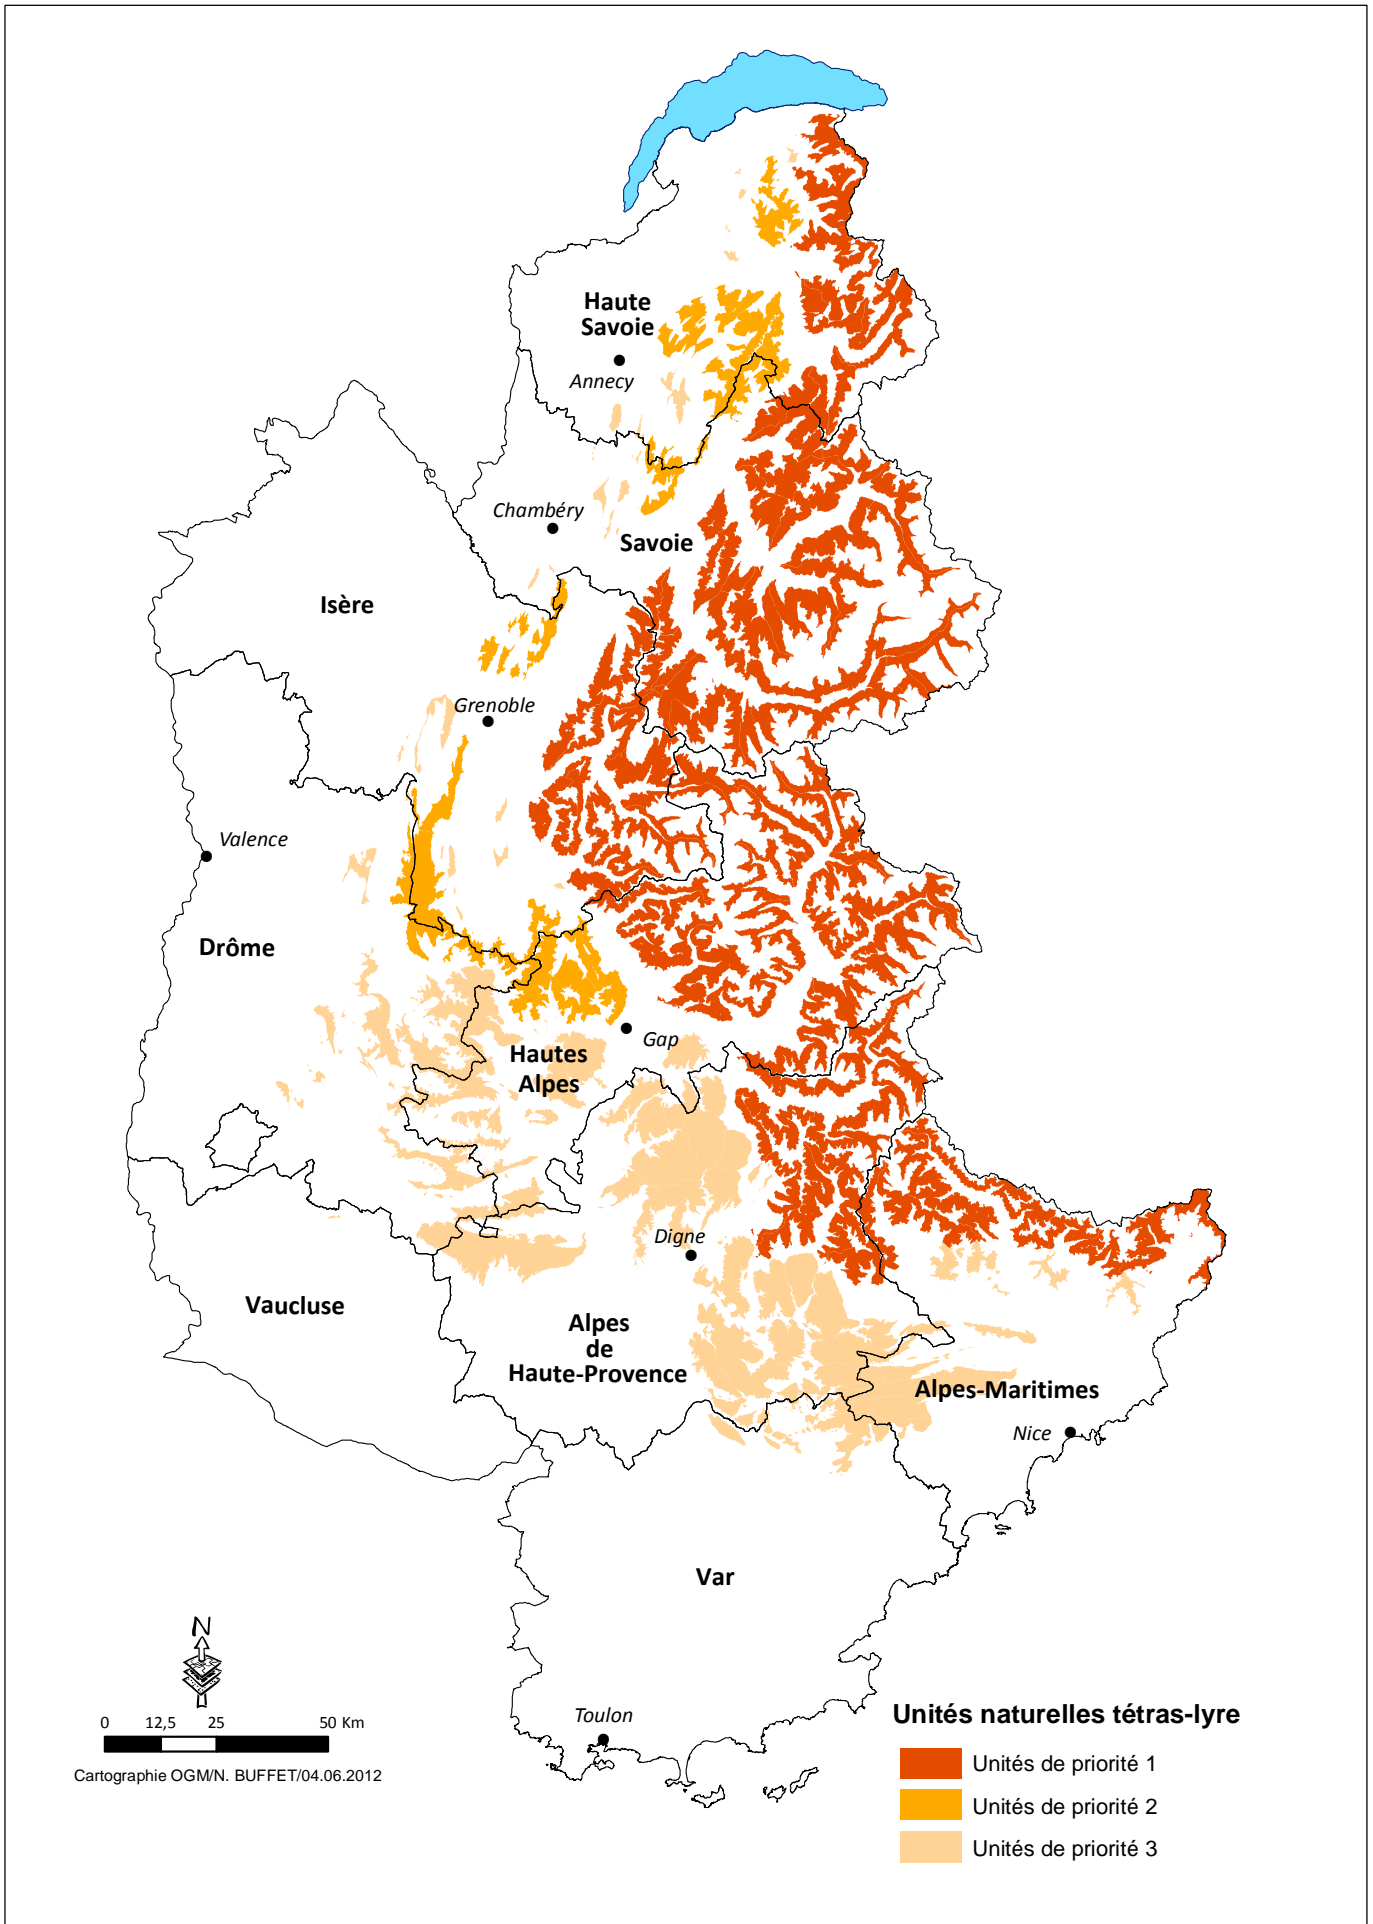 Haute
Savoie
Annecy
Chambéry
Savoie
Isère
Grenoble
Valence
Drôme
Gap
Hautes
Alpes
Digne
Vaucluse
Alpes
de
Haute-Provence
Alpes-Maritimes
Nice
Var
Toulon
N
0 12,5 25 50 Km
Cartographie OGM/N. BUFFET/04.06.2012
Unités naturelles tétras-lyre
Unités de priorité 1
Unités de priorité 2
Unités de priorité 3